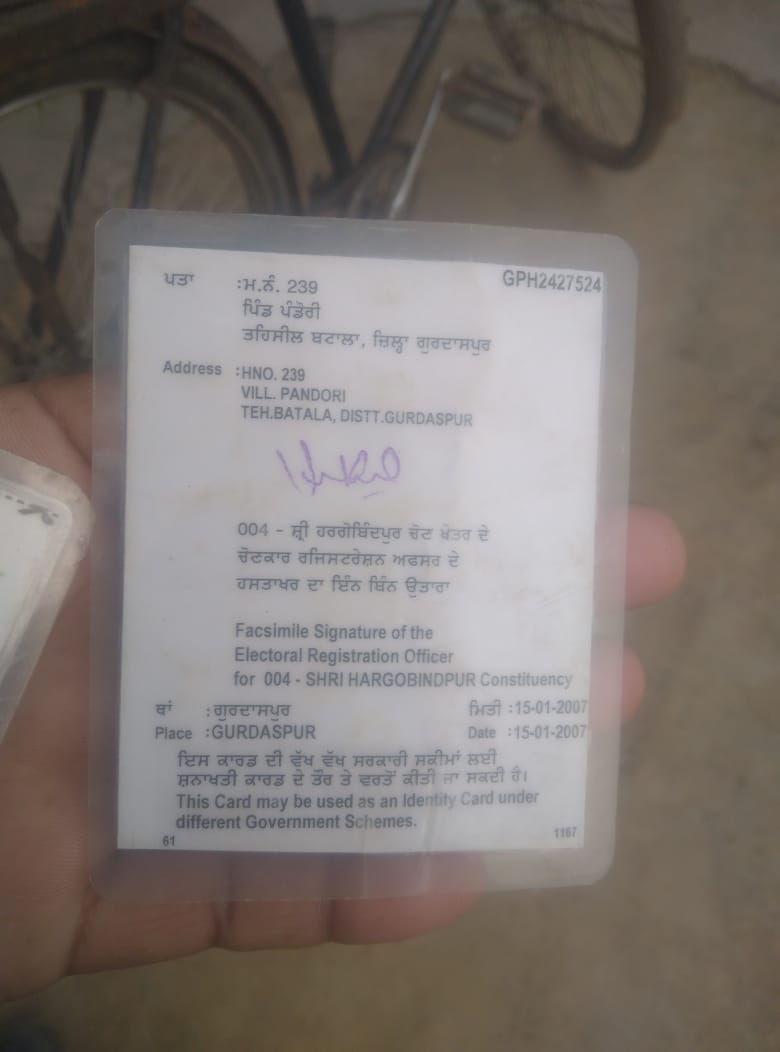 ਪਤਾ :ਮ.ਨੰ. 239 GPH2427524
ਪਿੰਡ ਪੰਡੋਰੀ
ਤਹਿਸੀਲ ਬਟਾਲਾ, ਜ਼ਿਲ੍ਹਾ ਗੁਰਦਾਸਪੁਰ
Address :HNO. 239
VILL. PANDORI
TEH.BATALA, DISTT.GURDASPUR
004 - ਸ਼੍ਰੀ ਹਰਗੋਬਿੰਦਪੁਰ ਚੋਣ ਖੇਤਰ ਦੇ
ਚੋਣਕਾਰ ਰਜਿਸਟਰੇਸ਼ਨ ਅਫਸਰ ਦੇ
ਹਸਤਾਖਰ ਦਾ ਇੰਨ ਬਿੰਨ ਉਤਾਰਾ
Facsimile Signature of the
Electoral Registration Officer
for 004 - SHRI HARGOBINDPUR Constituency
ਥਾਂ :ਗੁਰਦਾਸਪੁਰ ਮਿਤੀ :15-01-2007
Place :GURDASPUR Date :15-01-2007
ਇਸ ਕਾਰਡ ਦੀ ਵੱਖ ਵੱਖ ਸਰਕਾਰੀ ਸਕੀਮਾਂ ਲਈ
ਸ਼ਨਾਖਤੀ ਕਾਰਡ ਦੇ ਤੌਰ ਤੇ ਵਰਤੋਂ ਕੀਤੀ ਜਾ ਸਕਦੀ ਹੈ।
This Card may be used as an Identity Card under
different Government Schemes.
61 1167